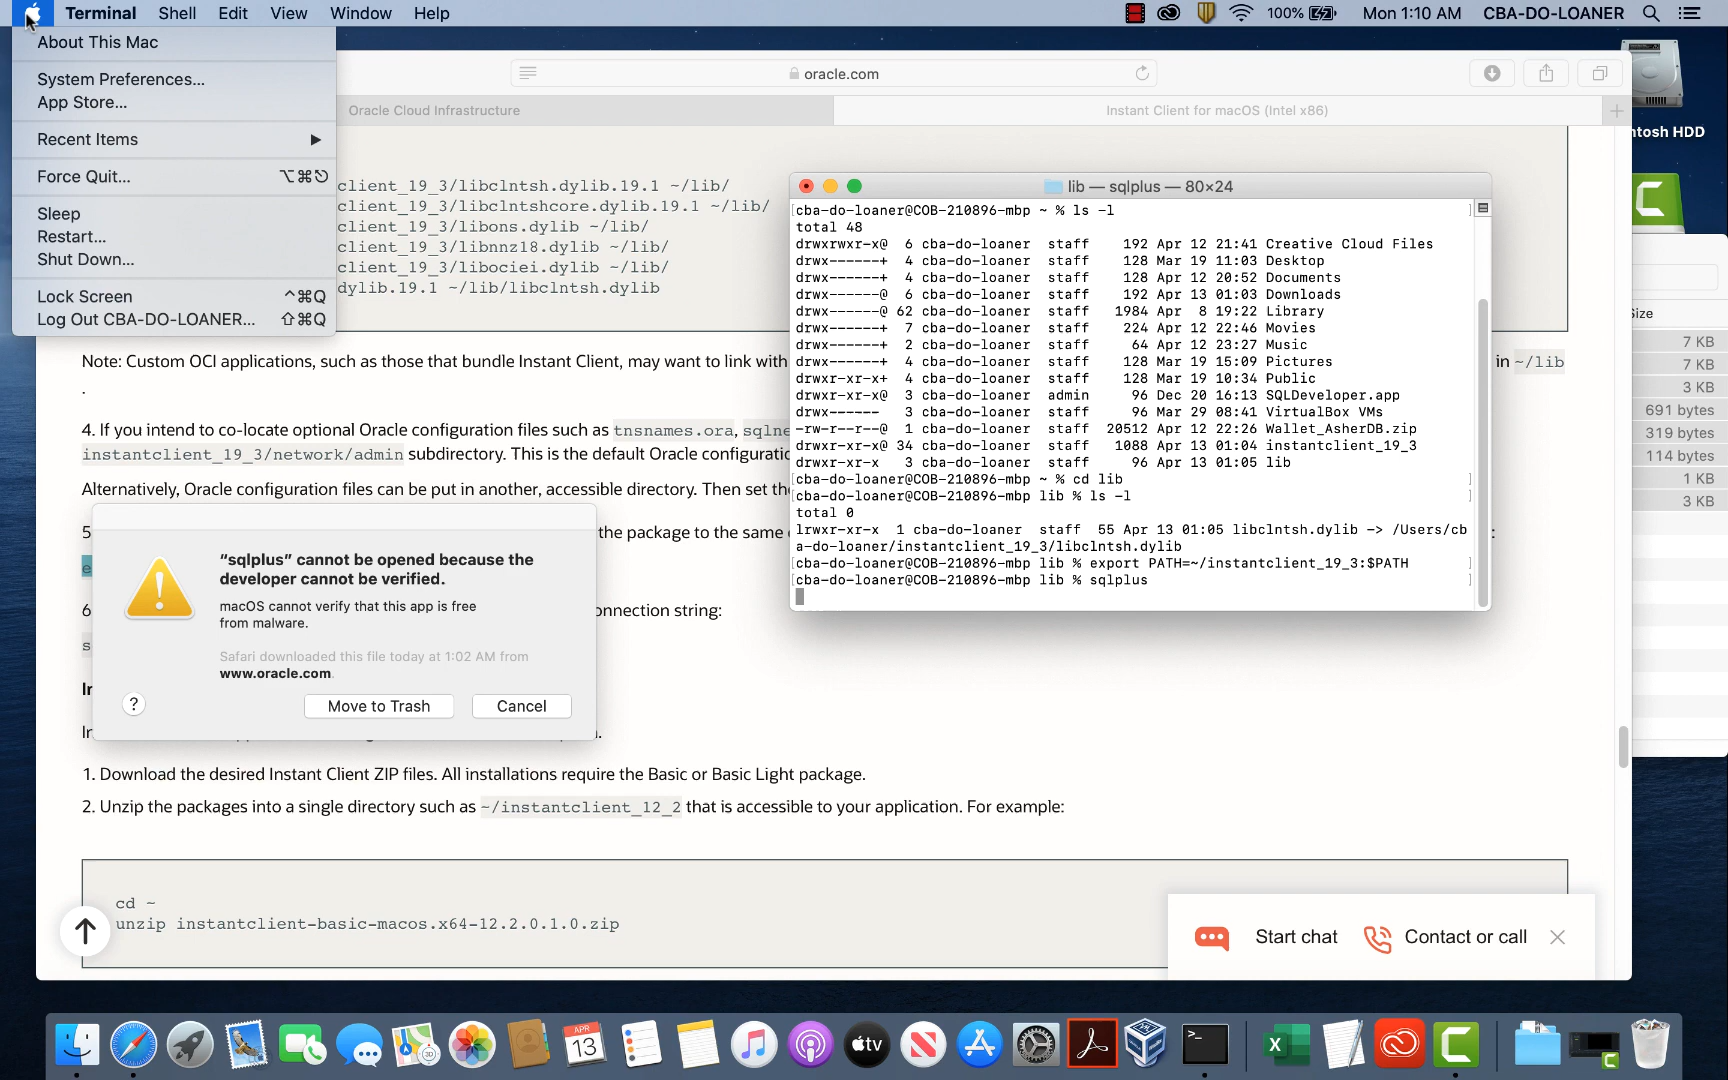 Terminal Shell Edit View Window Help
100% Mon 1:10 AM CBA-DO-LOANER
About This Mac
System Preferences...
App Store...
Recent Items ▶
Force Quit... ⌥⌘⎋
Sleep
Restart...
Shut Down...
Lock Screen ^⌘Q
Log Out CBA-DO-LOANER... ⇧⌘Q
oracle.com
Oracle Cloud Infrastructure
Instant Client for macOS (Intel x86)
client_19_3/libclntsh.dylib.19.1 ~/lib/
client_19_3/libclntshcore.dylib.19.1 ~/lib/
client_19_3/libons.dylib ~/lib/
client_19_3/libnnz18.dylib ~/lib/
client_19_3/libociei.dylib ~/lib/
dylib.19.1 ~/lib/libclntsh.dylib
Note: Custom OCI applications, such as those that bundle Instant Client, may want to link with
in ~/lib
.
4. If you intend to co-locate optional Oracle configuration files such as tnsnames.ora, sqlne
instantclient_19_3/network/admin subdirectory. This is the default Oracle configuratio
Alternatively, Oracle configuration files can be put in another, accessible directory. Then set the
5
the package to the same
:
e
6
onnection string:
s
In
In
.
“sqlplus” cannot be opened because the
developer cannot be verified.
macOS cannot verify that this app is free
from malware.
Safari downloaded this file today at 1:02 AM from
www.oracle.com.
?
Move to Trash
Cancel
1. Download the desired Instant Client ZIP files. All installations require the Basic or Basic Light package.
2. Unzip the packages into a single directory such as ~/instantclient_12_2 that is accessible to your application. For example:
cd ~
unzip instantclient-basic-macos.x64-12.2.0.1.0.zip
lib — sqlplus — 80×24
[cba-do-loaner@COB-210896-mbp ~ % ls -l ]
total 48
drwxrwxr-x@ 6 cba-do-loaner staff 192 Apr 12 21:41 Creative Cloud Files
drwx------+ 4 cba-do-loaner staff 128 Mar 19 11:03 Desktop
drwx------+ 4 cba-do-loaner staff 128 Apr 12 20:52 Documents
drwx------@ 6 cba-do-loaner staff 192 Apr 13 01:03 Downloads
drwx------@ 62 cba-do-loaner staff 1984 Apr 8 19:22 Library
drwx------+ 7 cba-do-loaner staff 224 Apr 12 22:46 Movies
drwx------+ 2 cba-do-loaner staff 64 Apr 12 23:27 Music
drwx------+ 4 cba-do-loaner staff 128 Mar 19 15:09 Pictures
drwxr-xr-x+ 4 cba-do-loaner staff 128 Mar 19 10:34 Public
drwxr-xr-x@ 3 cba-do-loaner admin 96 Dec 20 16:13 SQLDeveloper.app
drwx------ 3 cba-do-loaner staff 96 Mar 29 08:41 VirtualBox VMs
-rw-r--r--@ 1 cba-do-loaner staff 20512 Apr 12 22:26 Wallet_AsherDB.zip
drwxr-xr-x@ 34 cba-do-loaner staff 1088 Apr 13 01:04 instantclient_19_3
drwxr-xr-x 3 cba-do-loaner staff 96 Apr 13 01:05 lib
[cba-do-loaner@COB-210896-mbp ~ % cd lib ]
[cba-do-loaner@COB-210896-mbp lib % ls -l ]
total 0
lrwxr-xr-x 1 cba-do-loaner staff 55 Apr 13 01:05 libclntsh.dylib -> /Users/cb
a-do-loaner/instantclient_19_3/libclntsh.dylib
[cba-do-loaner@COB-210896-mbp lib % export PATH=~/instantclient_19_3:$PATH ]
[cba-do-loaner@COB-210896-mbp lib % sqlplus ]
ntosh HDD
Size
7 KB
7 KB
3 KB
691 bytes
319 bytes
114 bytes
1 KB
3 KB
Start chat
Contact or call
APR
13
tv